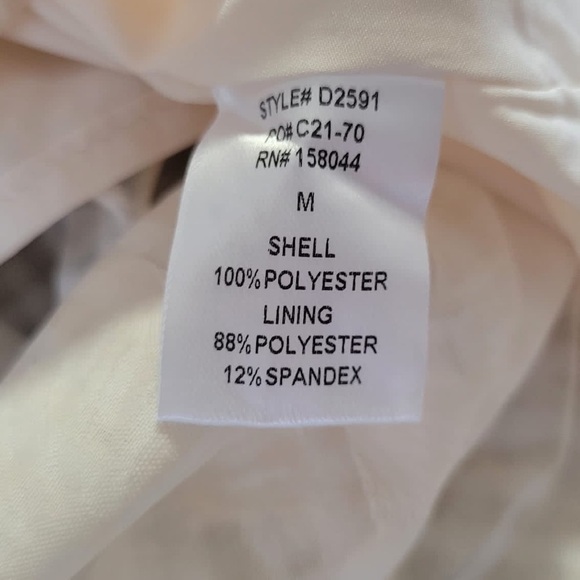 STYLE# D2591
PO# C21-70
RN# 158044
M
SHELL
100% POLYESTER
LINING
88% POLYESTER
12% SPANDEX